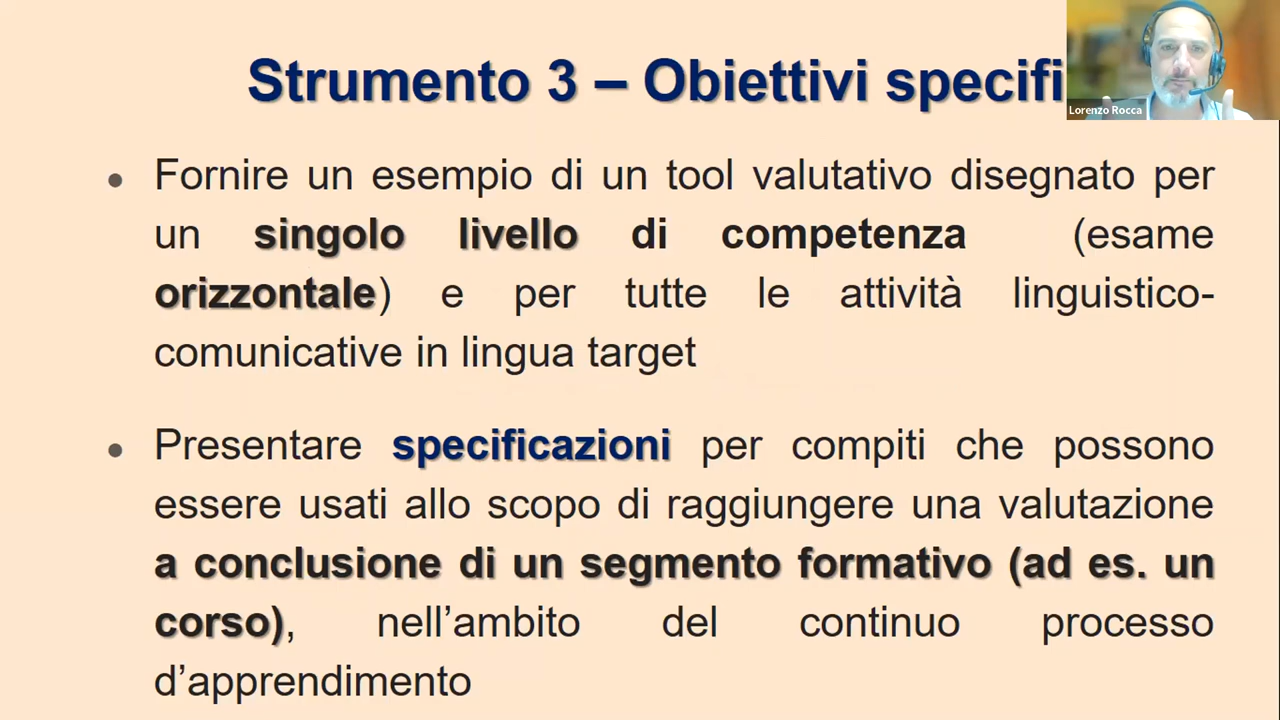 Strumento 3 – Obiettivi specifi
Lorenzo Rocca
• Fornire un esempio di un tool valutativo disegnato per
un singolo livello di competenza (esame
orizzontale) e per tutte le attività linguistico-
comunicative in lingua target
• Presentare specificazioni per compiti che possono
essere usati allo scopo di raggiungere una valutazione
a conclusione di un segmento formativo (ad es. un
corso), nell’ambito del continuo processo
d’apprendimento